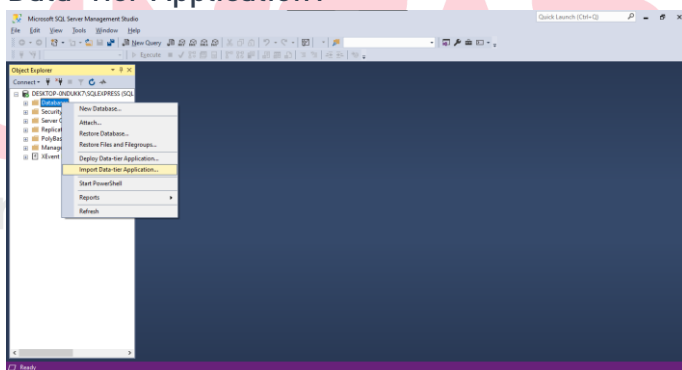 Data-Tier Application.
Microsoft SQL Server Management Studio
Quick Launch (Ctrl+Q)
File Edit View Tools Window Help
New Query
Execute
Object Explorer
Connect
DESKTOP-0NDUKK7\SQLEXPRESS (SQL
Databas
New Database...
Security
Server O
Attach...
Replicat
Restore Database...
PolyBas
Restore Files and Filegroups...
Manage
XEvent
Deploy Data-tier Application...
Import Data-tier Application...
Start PowerShell
Reports
Refresh
Ready